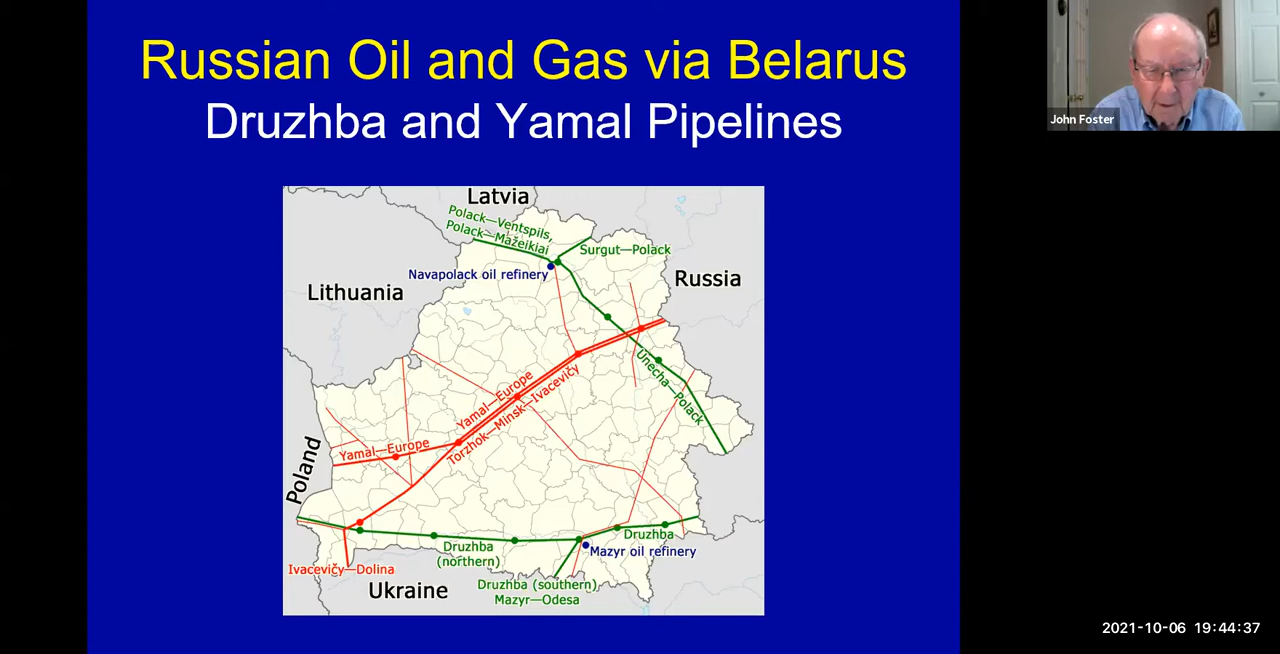 Russian Oil and Gas via Belarus
Druzhba and Yamal Pipelines
John Foster
Latvia
Polack—Ventspils,
Polack—Mažeikiai
Surgut—Polack
Navapolack oil refinery
Russia
Lithuania
Unecha—Polack
Yamal—Europe
Torzhok—Minsk—Ivacevičy
Yamal—Europe
Poland
Druzhba
Druzhba
(northern)
Mazyr oil refinery
Ivacevičy—Dolina
Druzhba (southern)
Mazyr—Odesa
Ukraine
2021-10-06 19:44:37